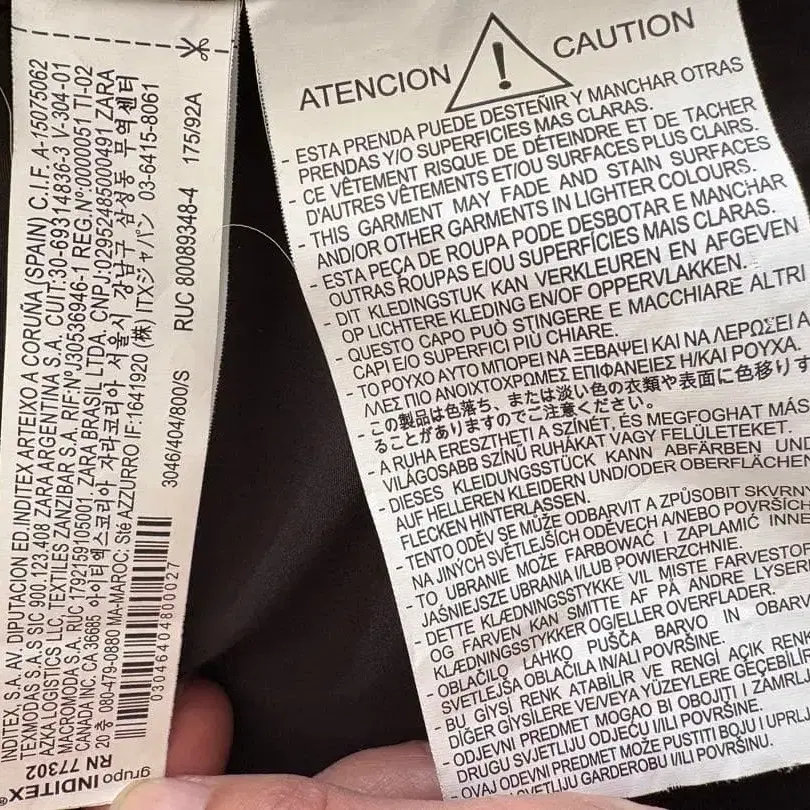 INDITEX, S.A. AV. DIPUTACION ED. INDITEX ARTEIXO A CORUÑA (SPAIN) C.I.F. A-15075062
TEXMODAS S.A.S SIC 900.123.408 ZARA ARGENTINA S.A. CUIT:30-69314836-3 V-304-01
AZKA LOGISTICS LLC, TEXTILES ZANZIBAR S.A. RIF:NºJ30536946-1 REG.Nº:0000051 TI-02
MACROMODA S.A. RUC 1792159105001. ZARA BRASIL LTDA. CNPJ:02952485000491 ZARA
CANADA INC. CA 36685 아이티엑스코리아 자라코리아 서울시 강남구 삼성동 무역센터
20 층 080-479-0880 MA-MAROC: Sté AZZURRO IF:1641920 (株) ITXジャパン 03-6415-8061
RUC 80089348-4 175/92A
3046/404/800/S
03046404800027
RN 77302
grupo INDITEX®
ATENCION ! CAUTION
- ESTA PRENDA PUEDE DESTEÑIR Y MANCHAR OTRAS
PRENDAS Y/O SUPERFICIES MAS CLARAS.
- CE VÊTEMENT RISQUE DE DÉTEINDRE ET DE TACHER
D'AUTRES VÊTEMENTS ET/OU SURFACES PLUS CLAIRS.
- THIS GARMENT MAY FADE AND STAIN SURFACES
AND/OR OTHER GARMENTS IN LIGHTER COLOURS.
- ESTA PEÇA DE ROUPA PODE DESBOTAR E MANCHAR
OUTRAS ROUPAS E/OU SUPERFÍCIES MAIS CLARAS.
- DIT KLEDINGSTUK KAN VERKLEUREN EN AFGEVEN
OP LICHTERE KLEDING EN/OF OPPERVLAKKEN.
- QUESTO CAPO PUÒ STINGERE E MACCHIARE ALTRI
CAPI E/O SUPERFICI PIÙ CHIARE.
- ΤΟ ΡΟΥΧΟ ΑΥΤΟ ΜΠΟΡΕΙ ΝΑ ΞΕΒΑΨΕΙ ΚΑΙ ΝΑ ΛΕΡΩΣΕΙ
ΛΛΕΣ ΠΙΟ ΑΝΟΙΧΤΟΧΡΩΜΕΣ ΕΠΙΦΑΝΕΙΕΣ Η/ΚΑΙ ΡΟΥΧΑ.
- この製品は色落ち、または淡い色の衣類や表面に色移りす
ることがありますのでご注意ください。
- A RUHA ERESZTHETI A SZÍNÉT, ÉS MEGFOGHAT MÁS
VILÁGOSABB SZÍNŰ RUHÁKAT VAGY FELÜLETEKET.
- DIESES KLEIDUNGSSTÜCK KANN ABFÄRBEN UND
AUF HELLEREN KLEIDERN UND/ODER OBERFLÄCHEN
FLECKEN HINTERLASSEN.
- TENTO ODĚV SE MŮŽE ODBARVIT A ZPŮSOBIT SKVRNY
NA JINÝCH SVĚTLEJŠÍCH ODĚVECH A/NEBO POVRŠÍCH
- TO UBRANIE MOŻE FARBOWAĆ I ZAPLAMIĆ INNE
JAŚNIEJSZE UBRANIA I/LUB POWIERZCHNIE.
- DETTE KLÆDNINGSSTYKKE VIL MISTE FARVESTOF
OG FARVEN KAN SMITTE AF PÅ ANDRE LYSERE
KLÆDNINGSSTYKKER OG/ELLER OVERFLADER.
- OBLAČILO LAHKO PUŠČA BARVO IN OBARV
SVETLEJŠA OBLAČILA IN/ALI POVRŠINE.
- BU GİYSİ RENK ATABİLİR VE RENGİ AÇIK REN
DİĞER GİYSİLERE VE/VEYA YÜZEYLERE GEÇEBİLİR
- ODJEVNI PREDMET MOGAO BI OBOJITI I ZAMRLJ
DRUGU SVJETLIJU ODJEĆU I/ILI POVRŠINE.
- OVAJ ODEVNI PREDMET MOŽE PUSTITI BOJU I UPRLJ
SVETLIJU GARDEROBU I/ILI POVRŠINU.